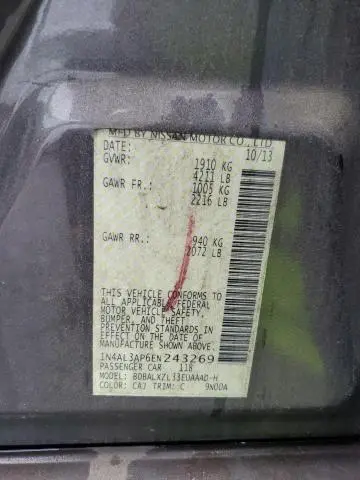 MFD BY NISSAN MOTOR CO.,LTD.
DATE: 10/13
GVWR: 1910 KG
4211 LB
GAWR FR.: 1005 KG
2216 LB
GAWR RR.: 940 KG
2072 LB
THIS VEHICLE CONFORMS TO
ALL APPLICABLE FEDERAL
MOTOR VEHICLE SAFETY,
BUMPER, AND THEFT
PREVENTION STANDARDS IN
EFFECT ON THE DATE OF
MANUFACTURE SHOWN ABOVE.
1N4AL3AP6EN243269
PASSENGER CAR 118
MODEL: BDBALXZL33EUAAAD-H
COLOR: CAJ TRIM: C 9N00A